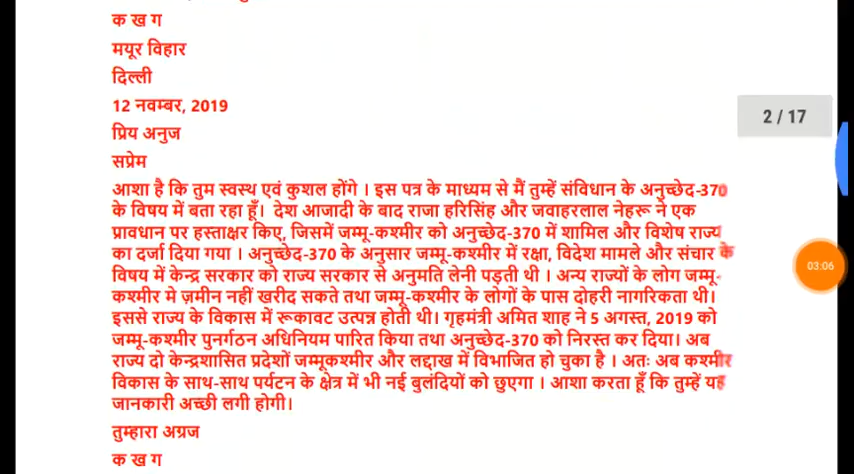 क ख ग
मयूर विहार
दिल्ली
12 नवम्बर, 2019
प्रिय अनुज
सप्रेम
आशा है कि तुम स्वस्थ एवं कुशल होंगे । इस पत्र के माध्यम से मैं तुम्हें संविधान के अनुच्छेद-370
के विषय में बता रहा हूँ। देश आजादी के बाद राजा हरिसिंह और जवाहरलाल नेहरू ने एक
प्रावधान पर हस्ताक्षर किए, जिसमें जम्मू-कश्मीर को अनुच्छेद-370 में शामिल और विशेष राज्य
का दर्जा दिया गया । अनुच्छेद-370 के अनुसार जम्मू-कश्मीर में रक्षा, विदेश मामले और संचार के
विषय में केन्द्र सरकार को राज्य सरकार से अनुमति लेनी पड़ती थी । अन्य राज्यों के लोग जम्मू-
कश्मीर मे ज़मीन नहीं खरीद सकते तथा जम्मू-कश्मीर के लोगों के पास दोहरी नागरिकता थी।
इससे राज्य के विकास में रूकावट उत्पन्न होती थी। गृहमंत्री अमित शाह ने 5 अगस्त, 2019 को
जम्मू-कश्मीर पुनर्गठन अधिनियम पारित किया तथा अनुच्छेद-370 को निरस्त कर दिया। अब
राज्य दो केन्द्रशासित प्रदेशों जम्मूकश्मीर और लद्दाख में विभाजित हो चुका है । अतः अब कश्मीर
विकास के साथ-साथ पर्यटन के क्षेत्र में भी नई बुलंदियों को छुएगा । आशा करता हूँ कि तुम्हें यह
जानकारी अच्छी लगी होगी।
तुम्हारा अग्रज
क ख ग
2 / 17
03:06